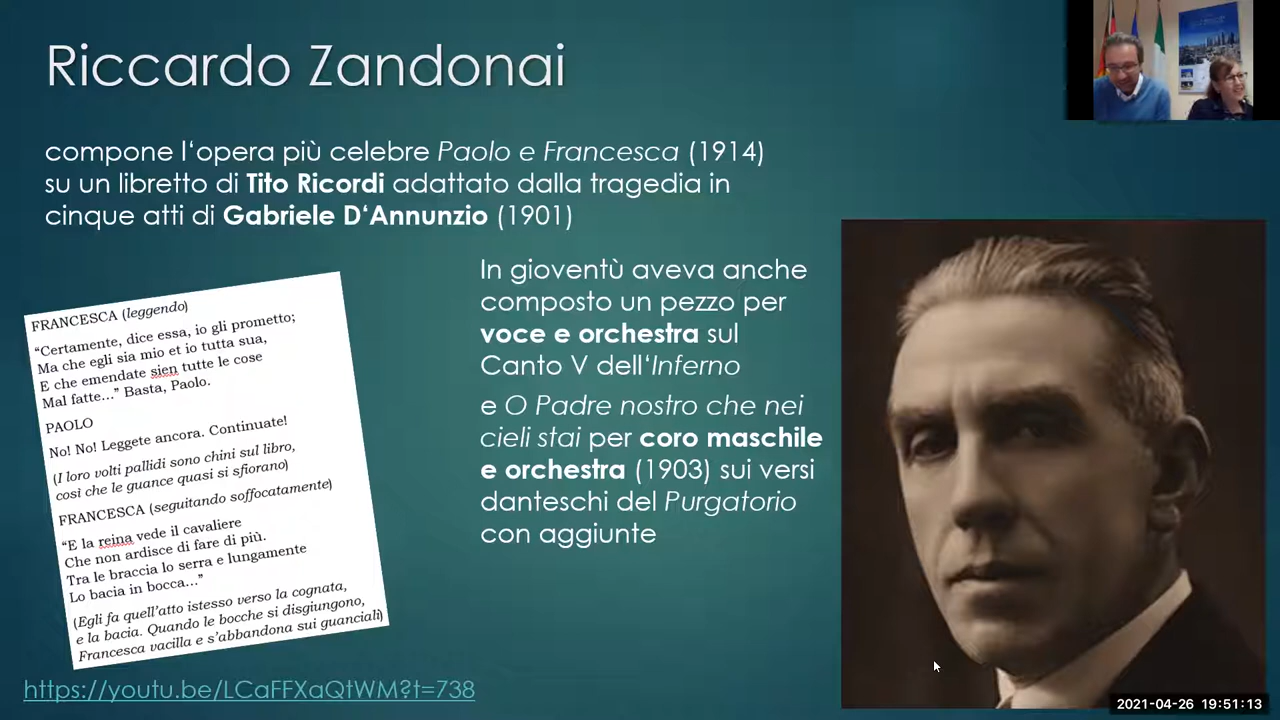 Riccardo Zandonai
compone l‘opera più celebre Paolo e Francesca (1914)
su un libretto di Tito Ricordi adattato dalla tragedia in
cinque atti di Gabriele D‘Annunzio (1901)
In gioventù aveva anche
composto un pezzo per
voce e orchestra sul
Canto V dell‘Inferno
e O Padre nostro che nei
cieli stai per coro maschile
e orchestra (1903) sui versi
danteschi del Purgatorio
con aggiunte
FRANCESCA (leggendo)
“Certamente, dice essa, io gli prometto;
Ma che egli sia mio et io tutta sua,
E che emendate sien tutte le cose
Mal fatte...” Basta, Paolo.
PAOLO
No! No! Leggete ancora. Continuate!
(I loro volti pallidi sono chini sul libro,
così che le guance quasi si sfiorano)
FRANCESCA (seguitando soffocatamente)
“E la reina vede il cavaliere
Che non ardisce di fare di più.
Tra le braccia lo serra e lungamente
Lo bacia in bocca...”
(Egli fa quell’atto istesso verso la cognata,
e la bacia. Quando le bocche si disgiungono,
Francesca vacilla e s’abbandona sui guanciali)
https://youtu.be/LCaFFXaQtWM?t=738
2021-04-26 19:51:13